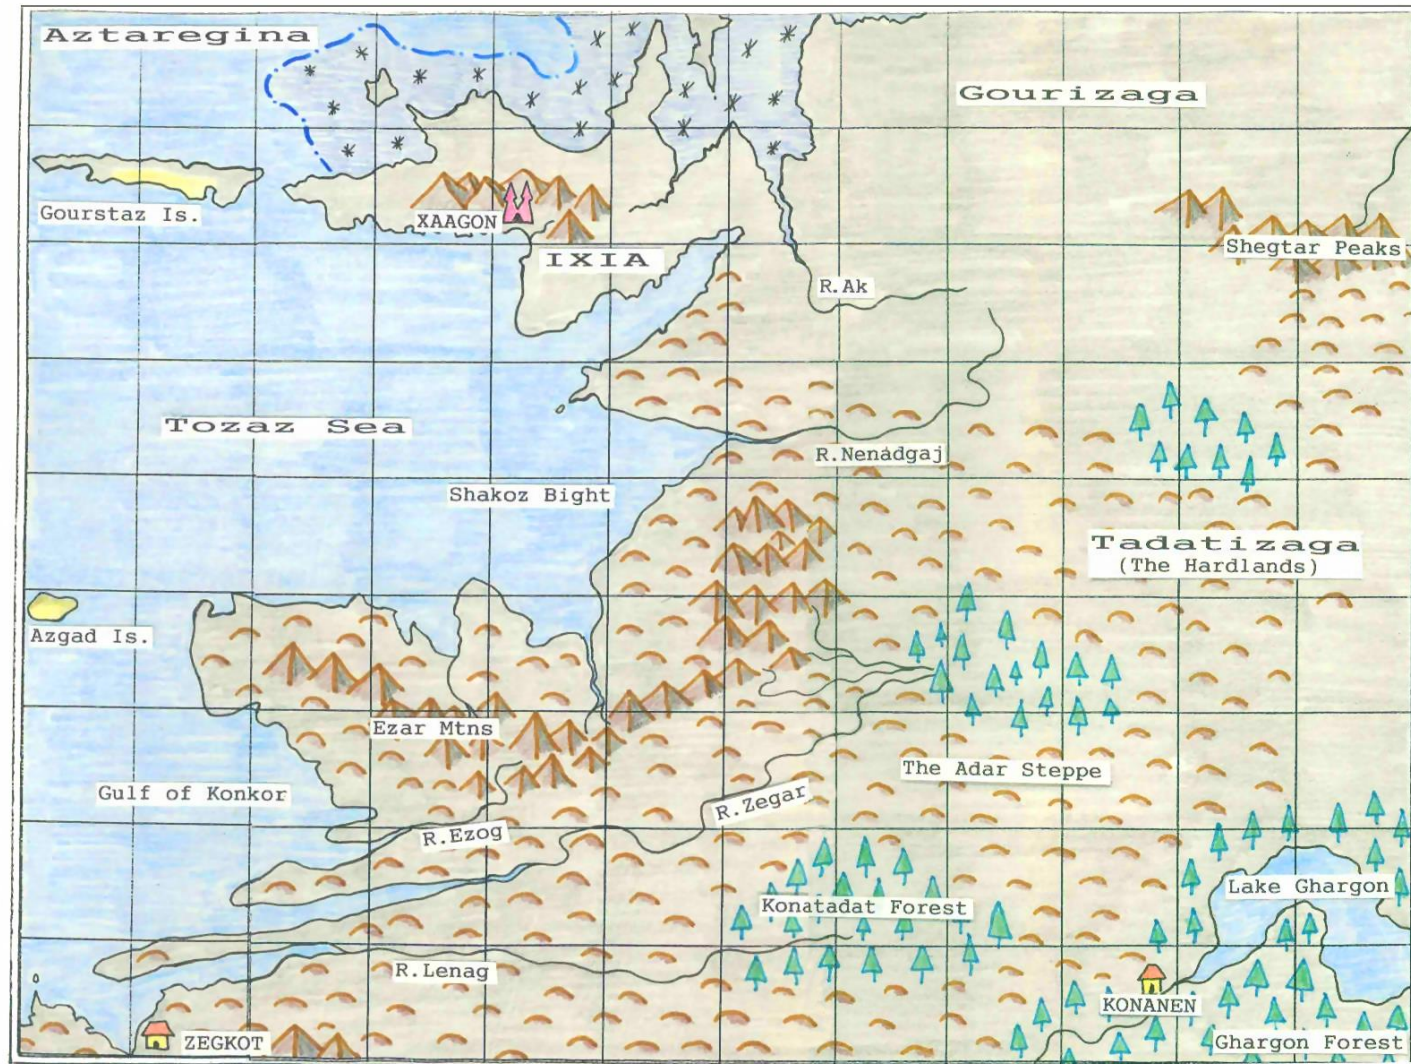 Aztaregina
Gourizaga
Gourstaz Is.
XAAGON
IXIA
Shegtar Peaks
R.Ak
Tozaz Sea
R.Nenadgaj
Shakoz Bight
Tadatizaga
(The Hardlands)
Azgad Is.
Ezar Mtns
The Adar Steppe
Gulf of Konkor
R.Zegar
R.Ezog
Lake Ghargon
Konatadat Forest
R.Lenag
KONANEN
ZEGKOT
Ghargon Forest